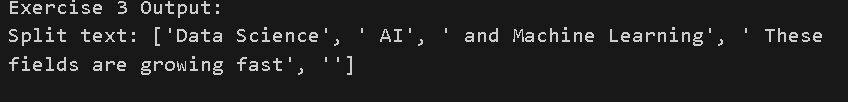 Exercise 3 Output:
Split text: ['Data Science', ' AI', ' and Machine Learning', ' These
fields are growing fast', '']